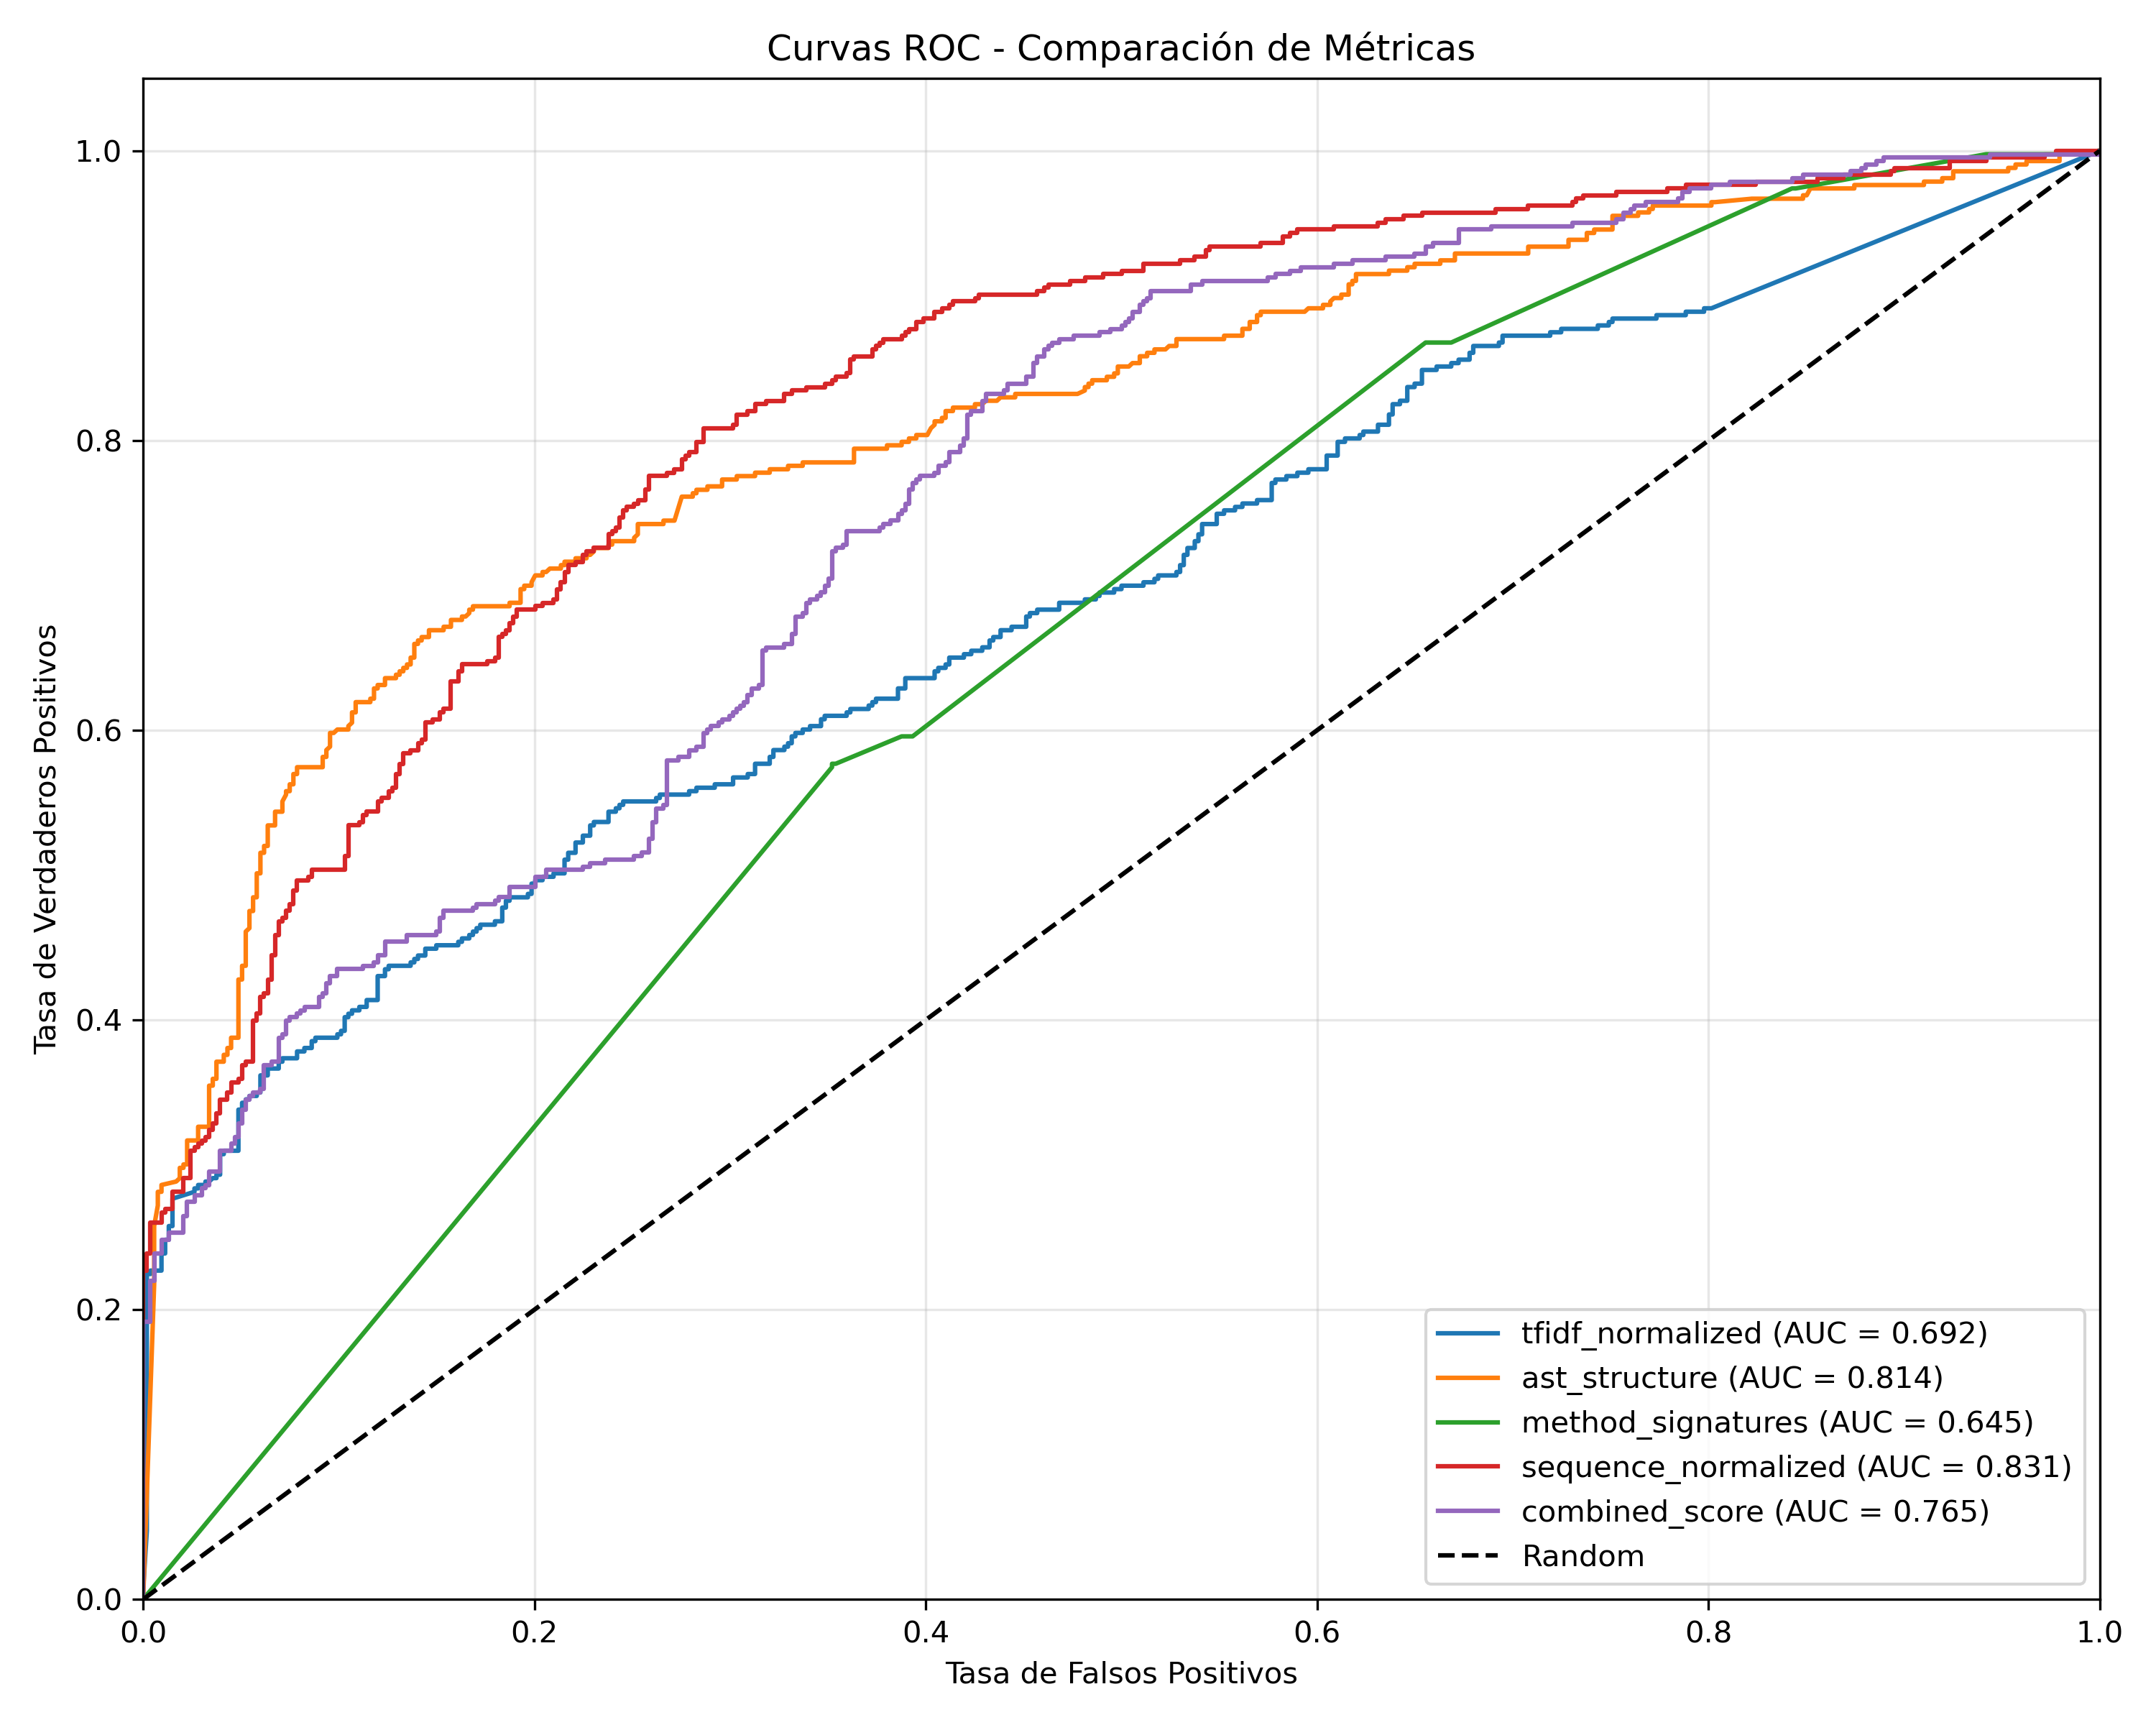 Curvas ROC - Comparación de Métricas
Tasa de Verdaderos Positivos
1.0
0.8
0.6
0.4
0.2
0.0
0.0 0.2 0.4 0.6 0.8 1.0
Tasa de Falsos Positivos
tfidf_normalized (AUC = 0.692)
ast_structure (AUC = 0.814)
method_signatures (AUC = 0.645)
sequence_normalized (AUC = 0.831)
combined_score (AUC = 0.765)
Random